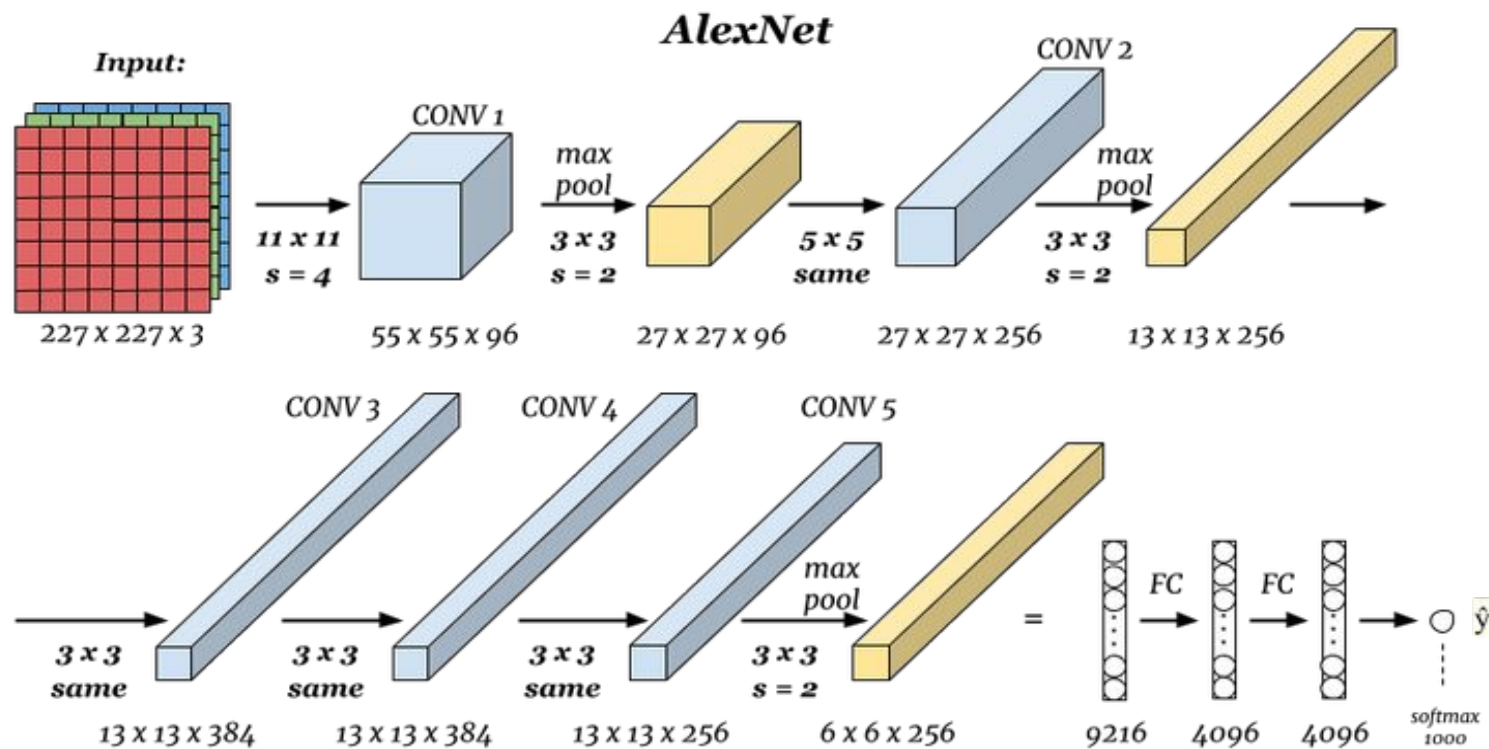 AlexNet
Input:
CONV 1
CONV 2
max
pool
max
pool
11 x 11
s = 4
3 x 3
s = 2
5 x 5
same
3 x 3
s = 2
227 x 227 x 3
55 x 55 x 96
27 x 27 x 96
27 x 27 x 256
13 x 13 x 256
CONV 3
CONV 4
CONV 5
max
pool
=
FC
FC
ŷ
3 x 3
same
3 x 3
same
3 x 3
same
3 x 3
s = 2
13 x 13 x 384
13 x 13 x 384
13 x 13 x 256
6 x 6 x 256
9216
4096
4096
softmax
1000